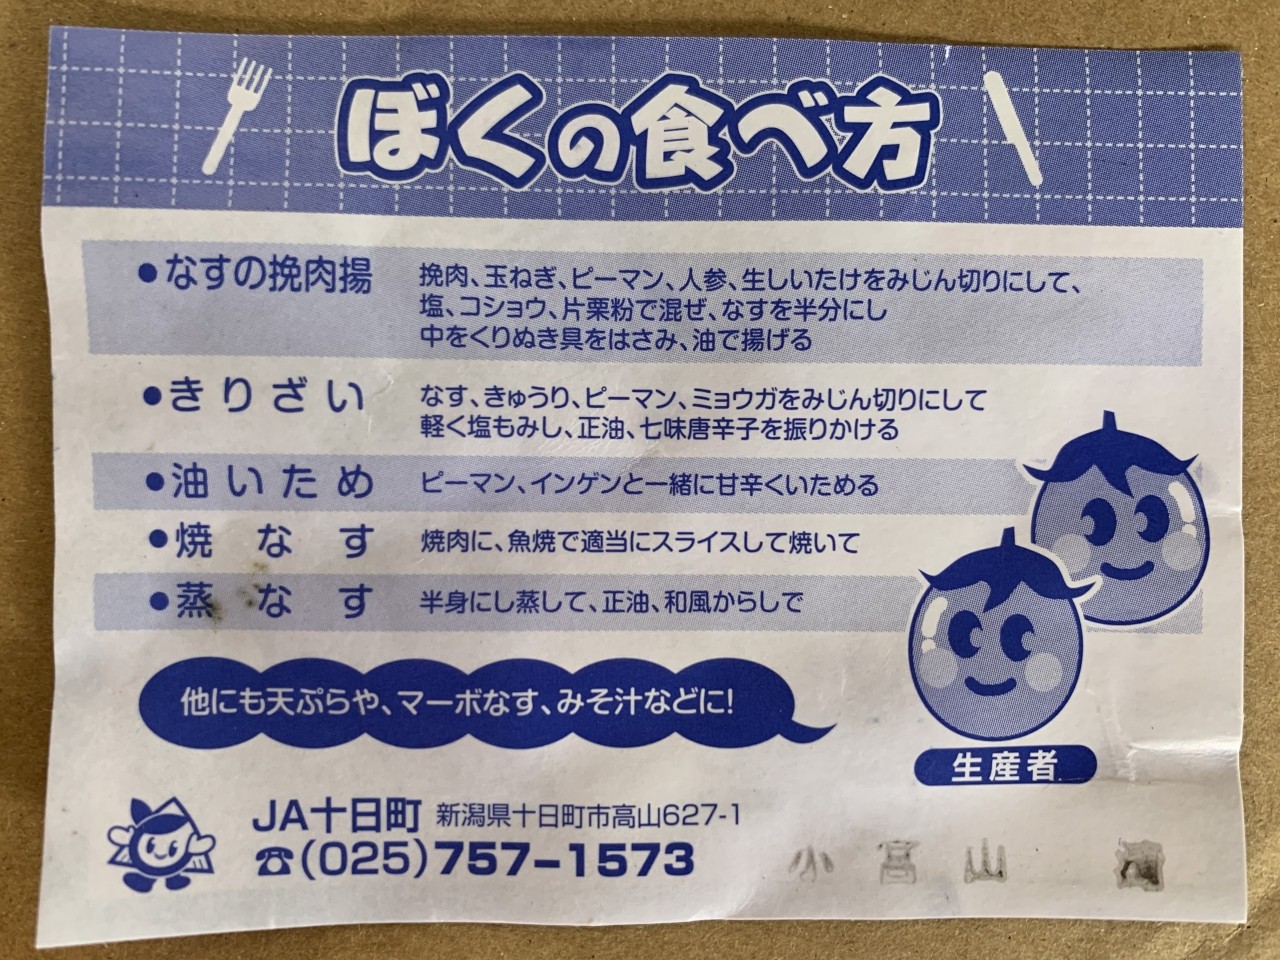 ぼくの食べ方
●なすの挽肉揚
挽肉、玉ねぎ、ピーマン、人参、生しいたけをみじん切りにして、
塩、コショウ、片栗粉で混ぜ、なすを半分にし
中をくりぬき具をはさみ、油で揚げる
●きりざい
なす、きゅうり、ピーマン、ミョウガをみじん切りにして
軽く塩もみし、正油、七味唐辛子を振りかける
●油いため
ピーマン、インゲンと一緒に甘辛くいためる
●焼なす
焼肉に、魚焼で適当にスライスして焼いて
●蒸なす
半身にし蒸して、正油、和風からしで
他にも天ぷらや、マーボなす、みそ汁などに!
生産者
JA十日町 新潟県十日町市高山627-1
☎(025)757-1573
小高山